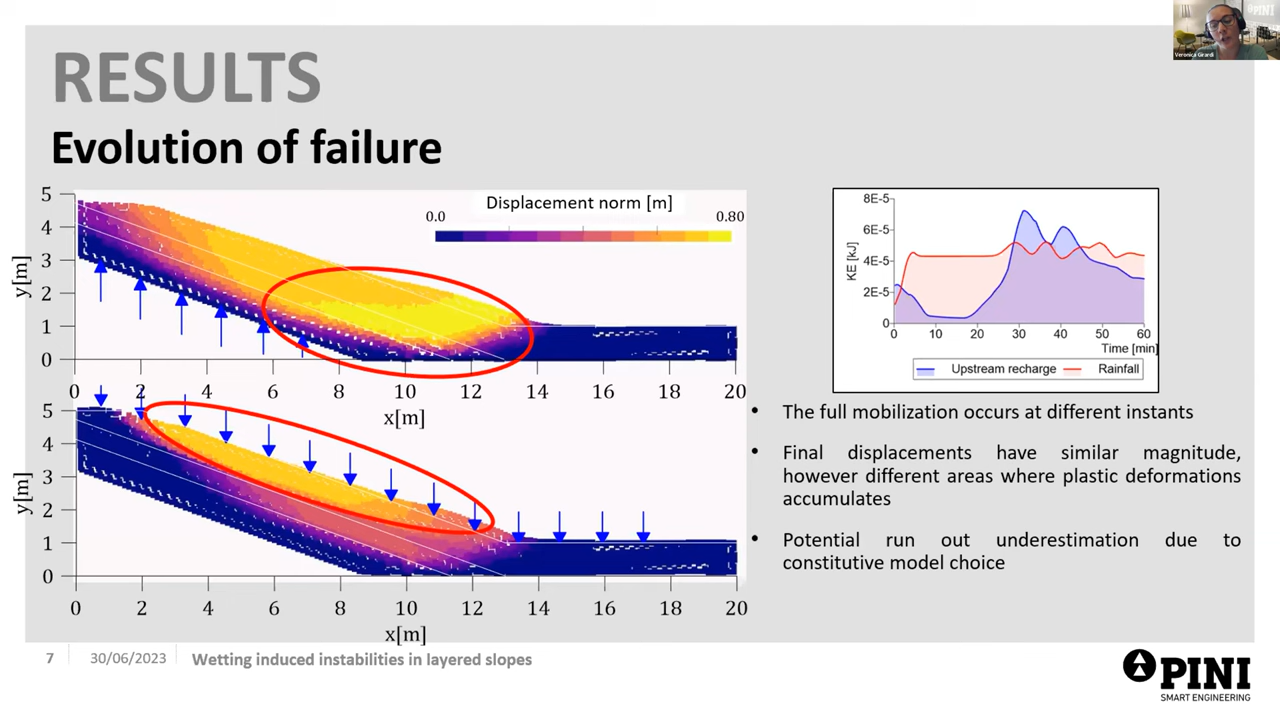 PINI
Veronica Girardi
RESULTS
Evolution of failure
Displacement norm [m]
0.0 0.80
5
4
3
2
1
0
y[m]
0 2 4 6 8 10 12 14 16 18 20
x[m]
5
4
3
2
1
0
y[m]
0 2 4 6 8 10 12 14 16 18 20
x[m]
8E-5
6E-5
4E-5
2E-5
0
KE [kJ]
0 10 20 30 40 50 60
Time [min]
Upstream recharge Rainfall
• The full mobilization occurs at different instants
• Final displacements have similar magnitude,
however different areas where plastic deformations
accumulates
• Potential run out underestimation due to
constitutive model choice
7 30/06/2023 Wetting induced instabilities in layered slopes
PINI
SMART ENGINEERING